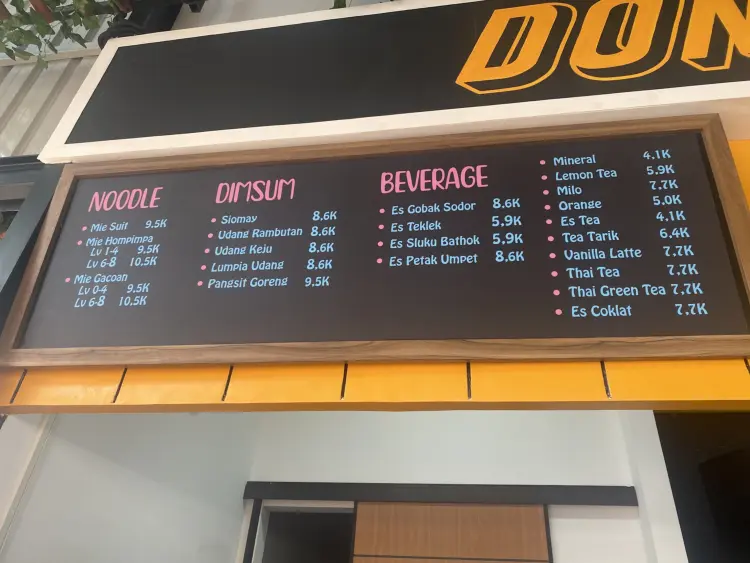 DON
NOODLE
Mie Suit 9.5K
Mie Hompimpa
Lv 1-4 9.5K
Lv 6-8 10.5K
Mie Gacoan
Lv 0-4 9.5K
Lv 6-8 10.5K
DIMSUM
Siomay 8.6K
Udang Rambutan 8.6K
Udang Keju 8.6K
Lumpia Udang 8.6K
Pangsit Goreng 9.5K
BEVERAGE
Es Gobak Sodor 8.6K
Es Teklek 5.9K
Es Sluku Bathok 5.9K
Es Petak Umpet 8.6K
Mineral 4.1K
Lemon Tea 5.9K
Milo 7.7K
Orange 5.0K
Es Tea 4.1K
Tea Tarik 6.4K
Vanilla Latte 7.7K
Thai Tea 7.7K
Thai Green Tea 7.7K
Es Coklat 7.7K